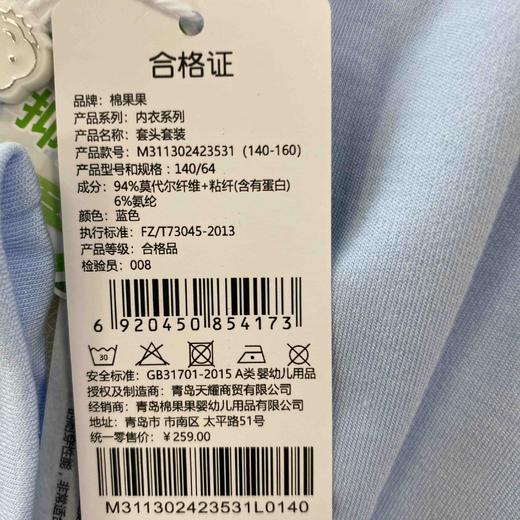 合格证
品牌：棉果果
产品系列：内衣系列
产品名称：套头套装
产品款号：M311302423531（140-160）
产品型号和规格：140/64
成分：94%莫代尔纤维+粘纤(含有蛋白)
6%氨纶
颜色：蓝色
执行标准：FZ/T73045-2013
产品等级：合格品
检验员：008
6 920450 854173
30
安全标准：GB31701-2015 A类 婴幼儿用品
授权及制造商：青岛天耀商贸有限公司
经销商：青岛棉果果婴幼儿用品有限公司
地址：青岛市 市南区 太平路51号
统一零售价：￥259.00
M311302423531L0140